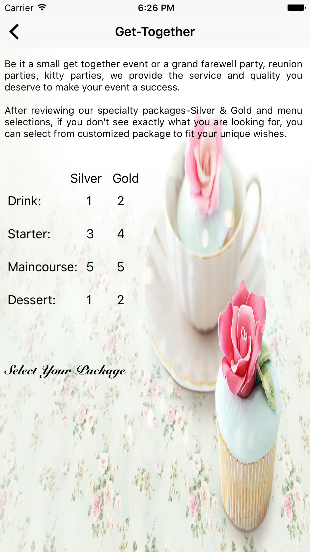 Carrier 6:26 PM
Get-Together
Be it a small get together event or a grand farewell party, reunion
parties, kitty parties, we provide the service and quality you
deserve to make your event a success.
After reviewing our specialty packages-Silver & Gold and menu
selections, if you don't see exactly what you are looking for, you
can select from customized package to fit your unique wishes.
Silver Gold
Drink: 1 2
Starter: 3 4
Maincourse: 5 5
Dessert: 1 2
Select Your Package